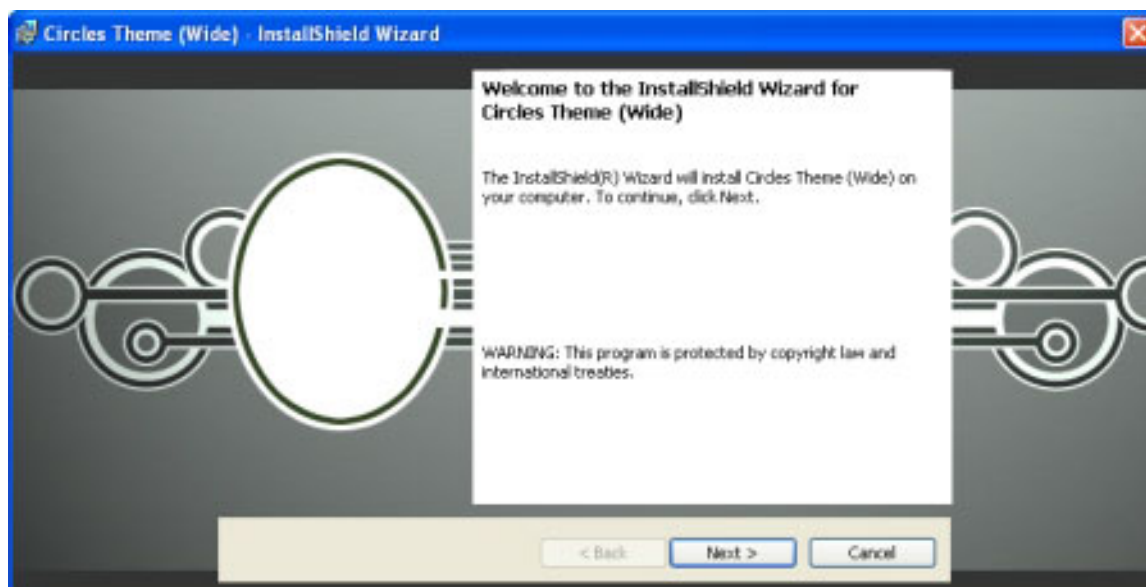 Circles Theme (Wide) - InstallShield Wizard
Welcome to the InstallShield Wizard for
Circles Theme (Wide)
The InstallShield(R) Wizard will install Circles Theme (Wide) on
your computer. To continue, click Next.
WARNING: This program is protected by copyright law and
international treaties.
< Back
Next >
Cancel